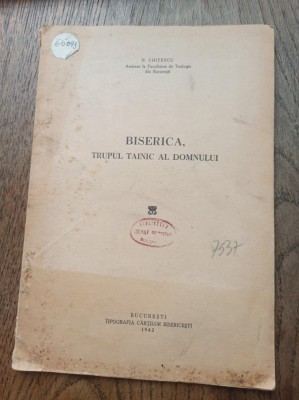 N. CHIȚESCU
Asistent la Facultatea de Teologie
din București
BISERICA,
TRUPUL TAINIC AL DOMNULUI
BIBLIOTECA
7537
BUCUREȘTI
TIPOGRAFIA CĂRȚILOR BISERICEȘTI
1942